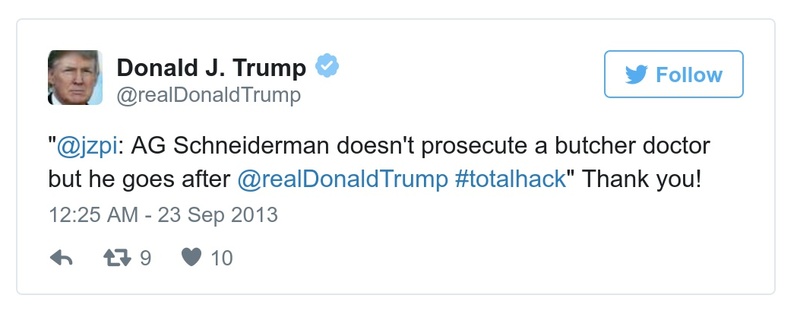 Donald J. Trump
@realDonaldTrump
Follow
"@jzpi: AG Schneiderman doesn't prosecute a butcher doctor
but he goes after @realDonaldTrump #totalhack" Thank you!
12:25 AM - 23 Sep 2013
9 10